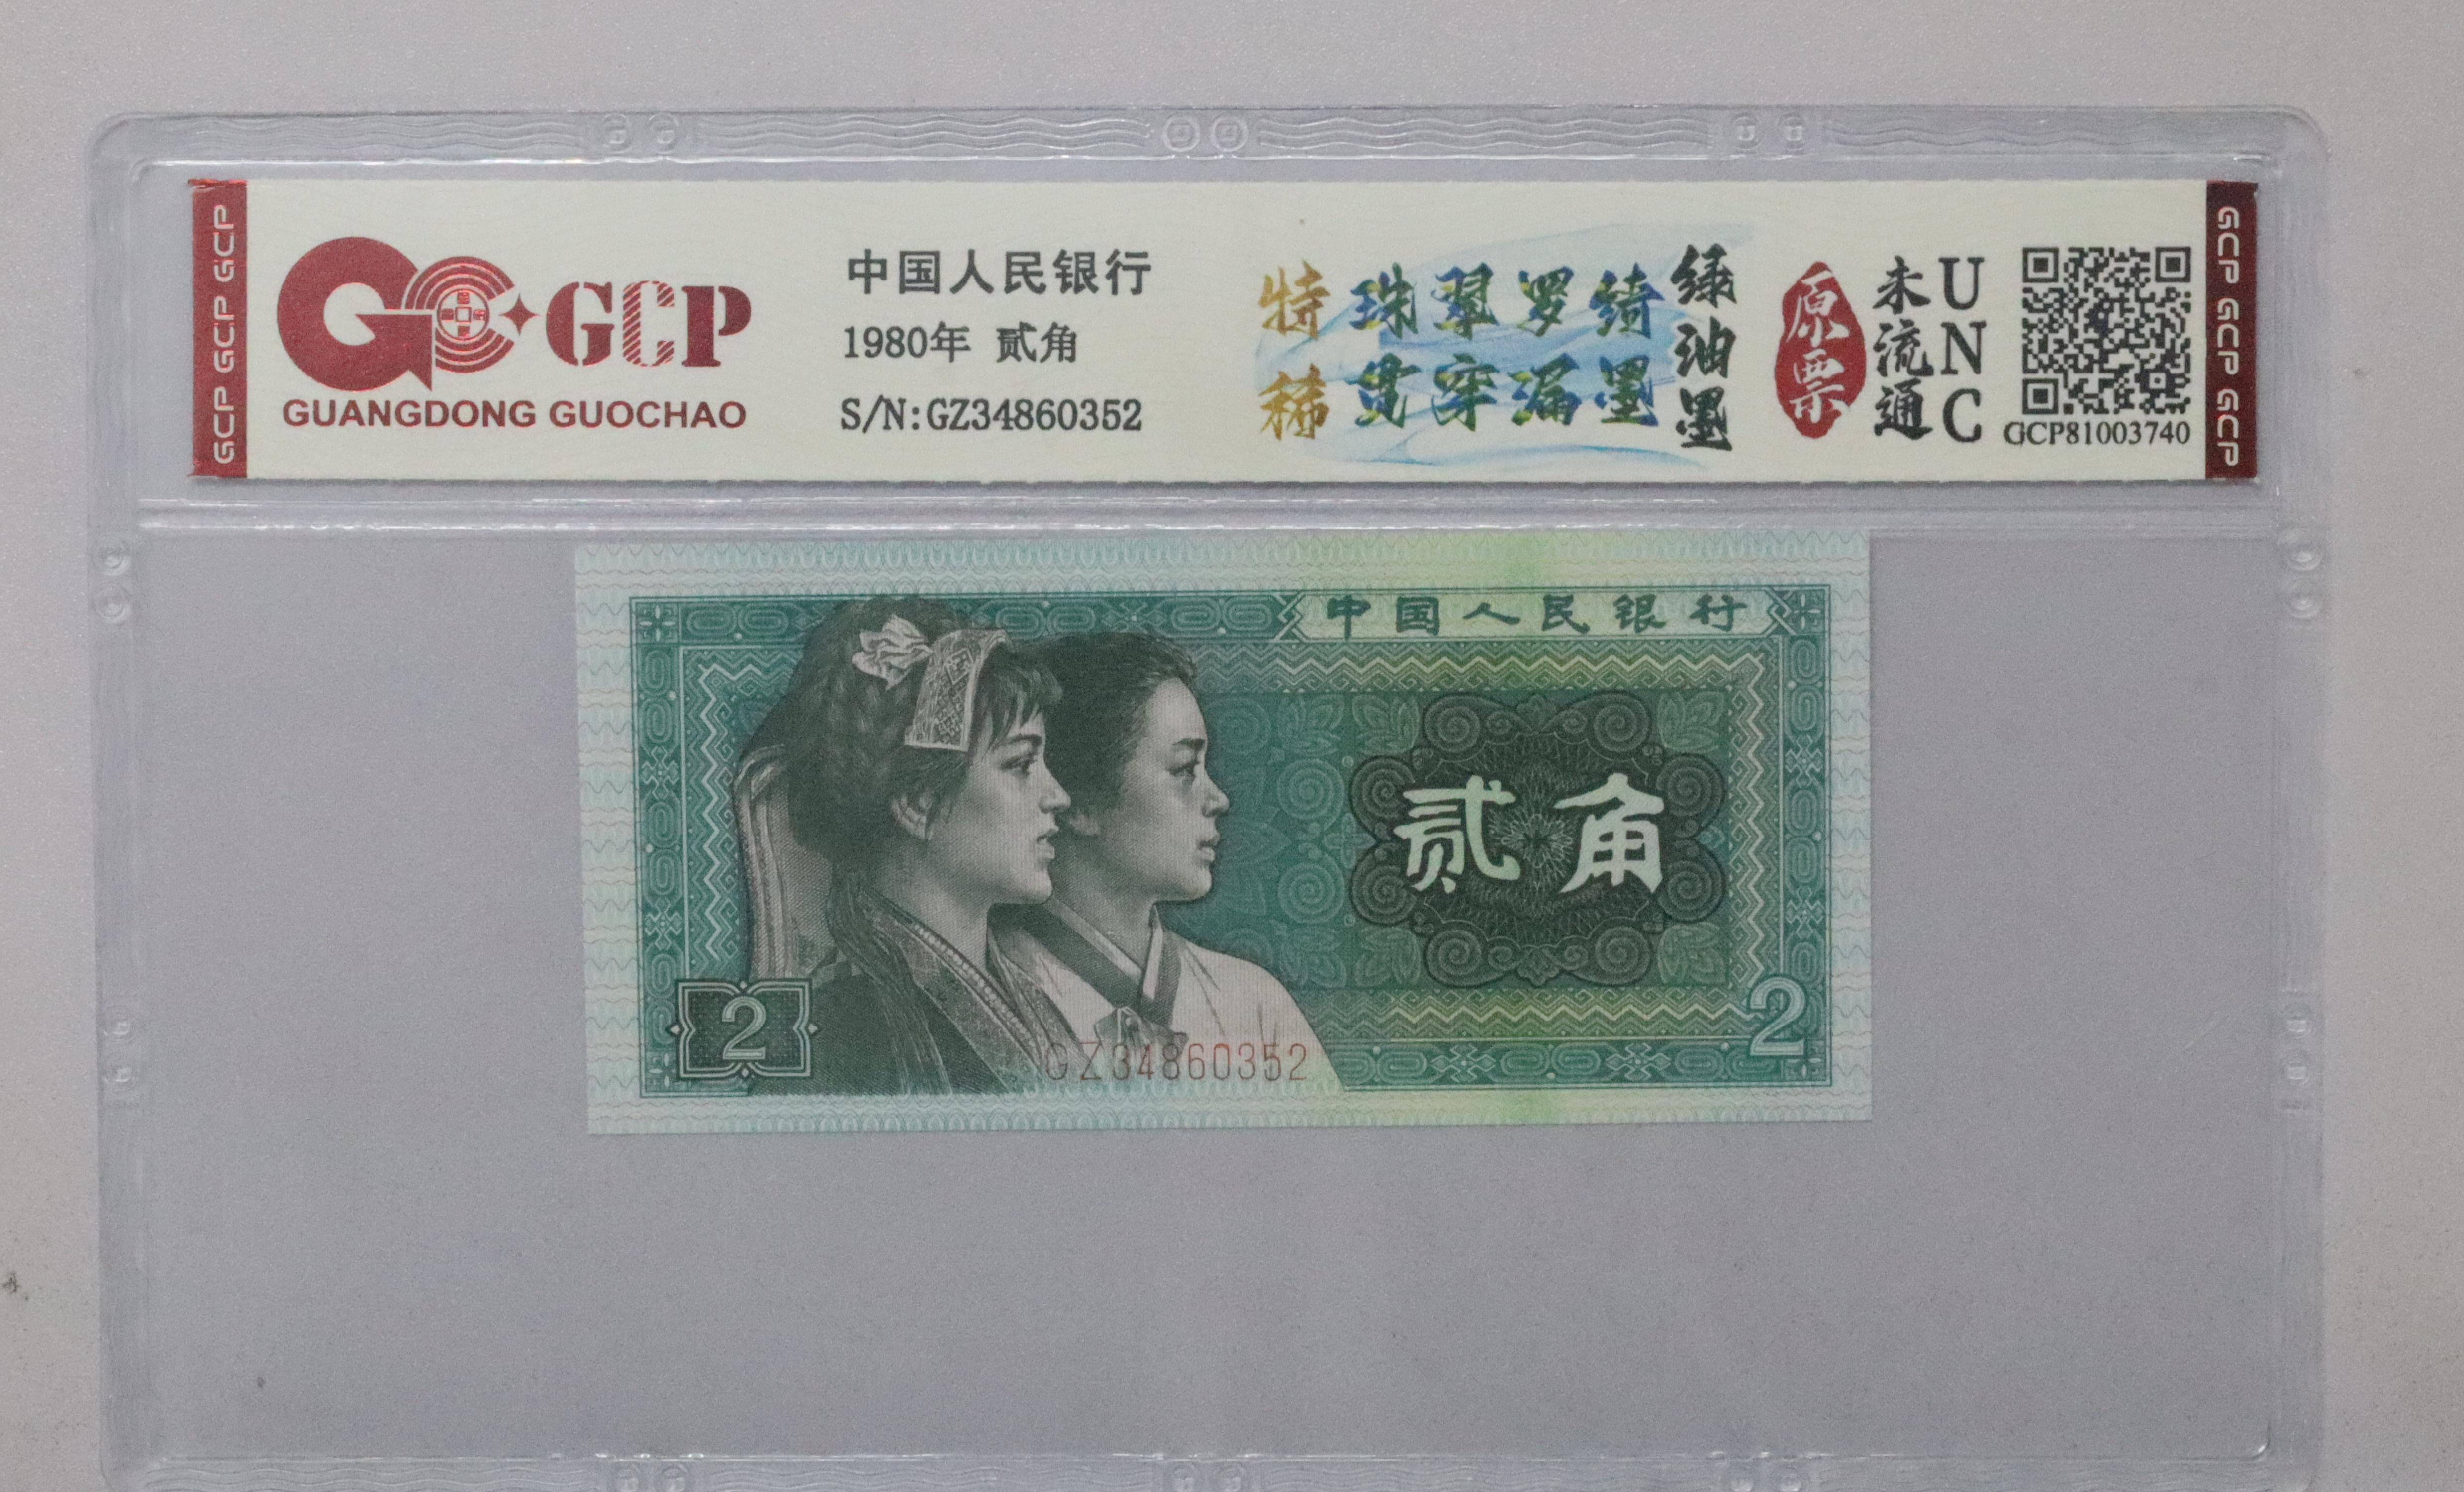 GCP GCP GCP
GCP
GUANGDONG GUOCHAO
中国人民银行
1980年 贰角
S/N:GZ34860352
特稀
珠翠罗绮
贯穿漏墨
绿油墨
原票
未流通
UNC
GCP81003740
GCP GCP GCP
中国人民银行
贰角
2
2
GZ34860352